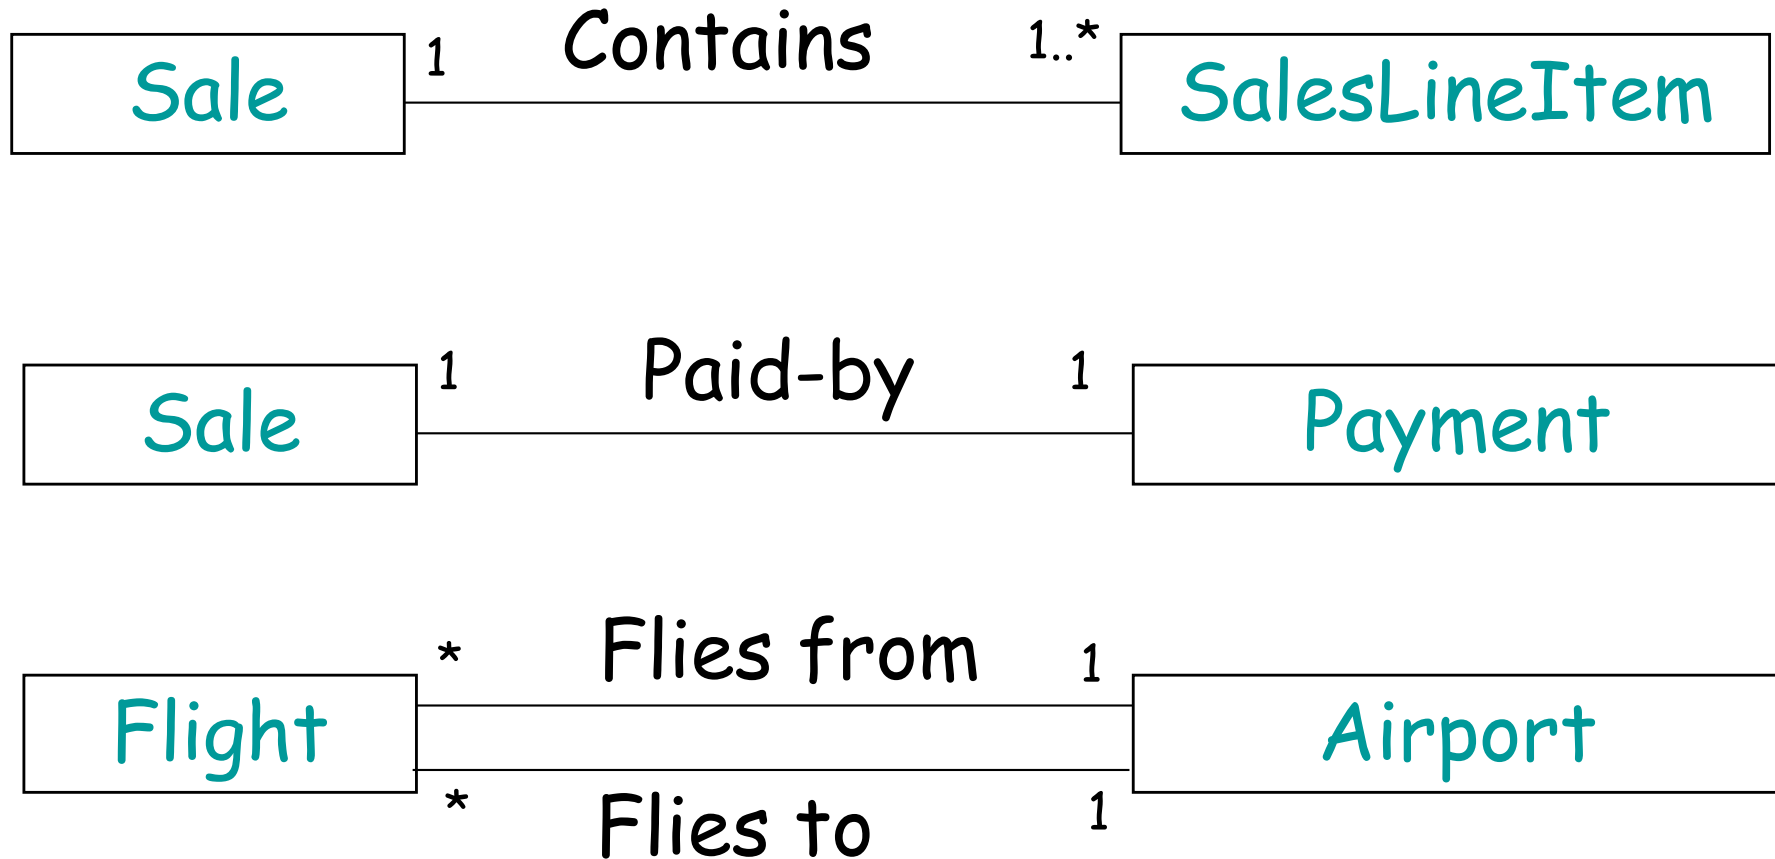 1 Contains 1..*
Sale SalesLineItem
1 Paid-by 1
Sale Payment
* Flies from 1
Flight Airport
* Flies to 1